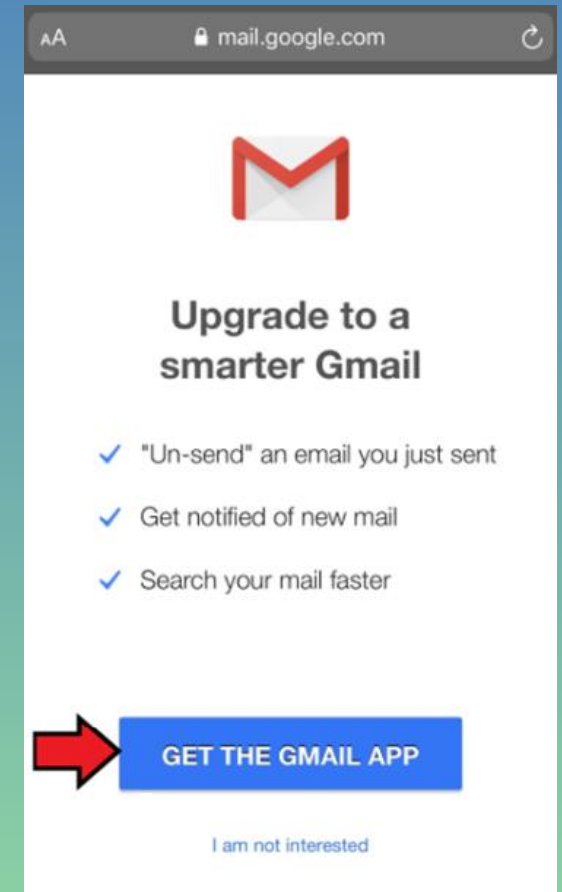 AA mail.google.com
Upgrade to a
smarter Gmail
"Un-send" an email you just sent
Get notified of new mail
Search your mail faster
GET THE GMAIL APP
I am not interested